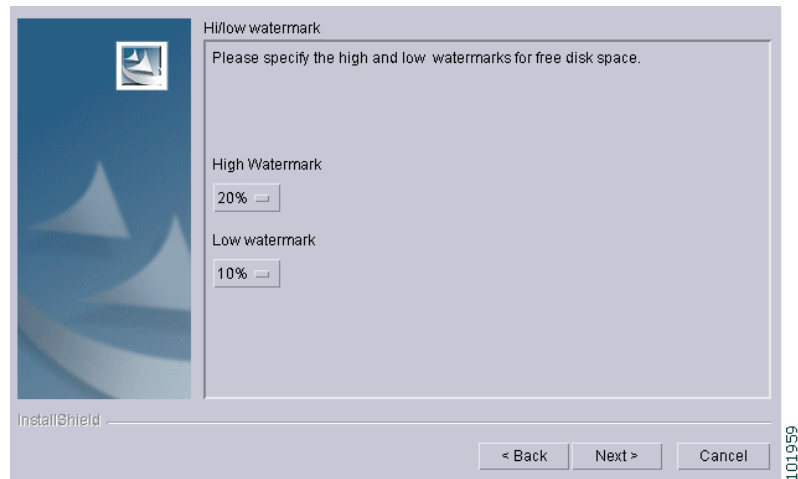 Hi/low watermark
Please specify the high and low watermarks for free disk space.
High Watermark
20%
Low watermark
10%
InstallShield
< Back
Next >
Cancel
101959